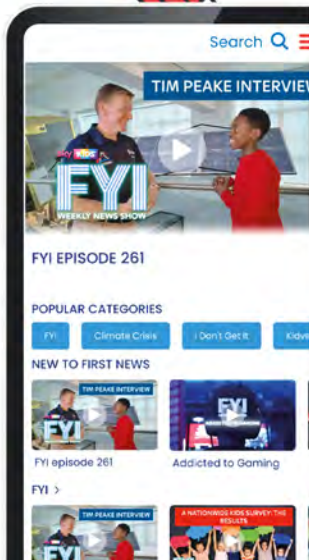 Search
TIM PEAKE INTERVIEW
sky kids
FYI
WEEKLY NEWS SHOW
FYI EPISODE 261
POPULAR CATEGORIES
FYI
Climate Crisis
I Don't Get It
Kidve
NEW TO FIRST NEWS
TIM PEAKE INTERVIEW
FYI
FYI
FYI episode 261
Addicted to Gaming
FYI >
TIM PEAKE INTERVIEW
FYI
A NATIONWIDE KIDS SURVEY: THE
RESULTS